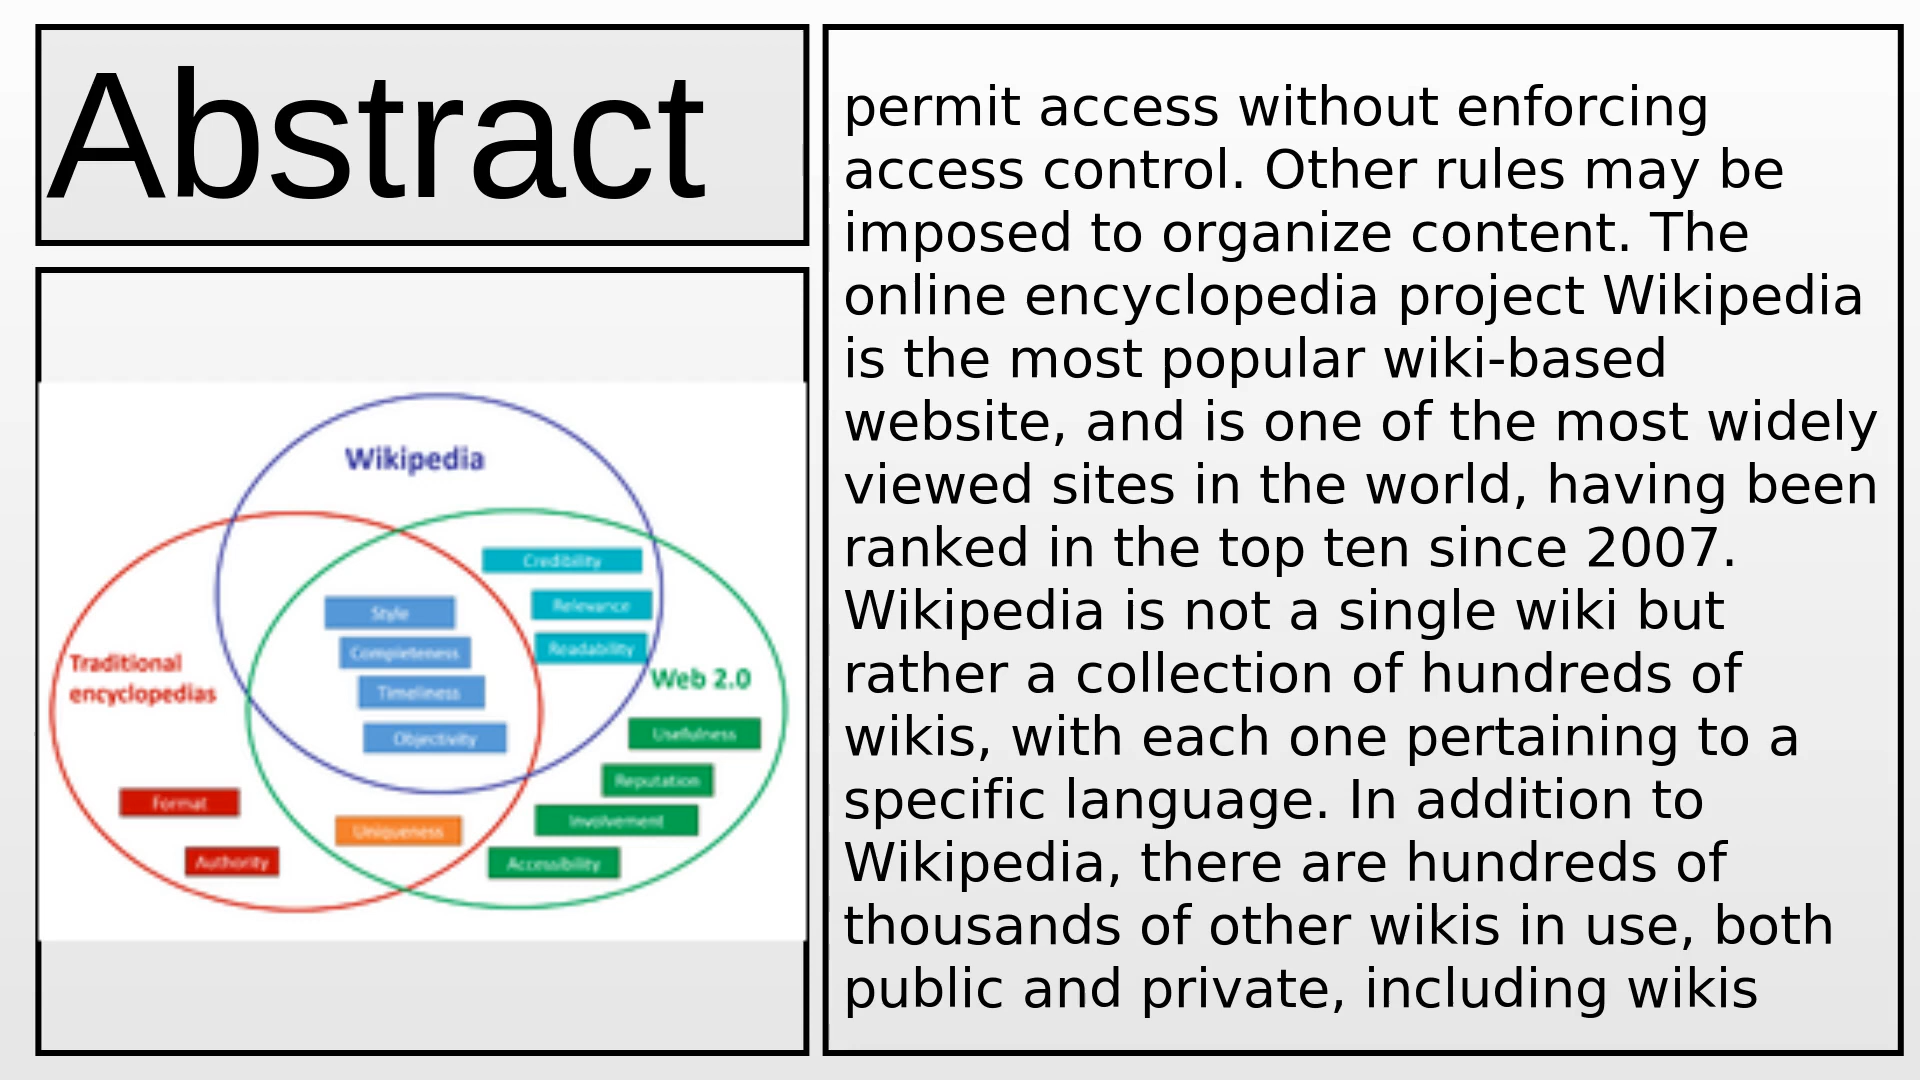 Abstract
Wikipedia
Credibility
Relevance
Readability
Style
Completeness
Timeliness
Objectivity
Traditional
encyclopedias
Web 2.0
Usefulness
Reputation
Involvement
Accessibility
Format
Authority
Uniqueness
permit access without enforcing
access control. Other rules may be
imposed to organize content. The
online encyclopedia project Wikipedia
is the most popular wiki-based
website, and is one of the most widely
viewed sites in the world, having been
ranked in the top ten since 2007.
Wikipedia is not a single wiki but
rather a collection of hundreds of
wikis, with each one pertaining to a
specific language. In addition to
Wikipedia, there are hundreds of
thousands of other wikis in use, both
public and private, including wikis